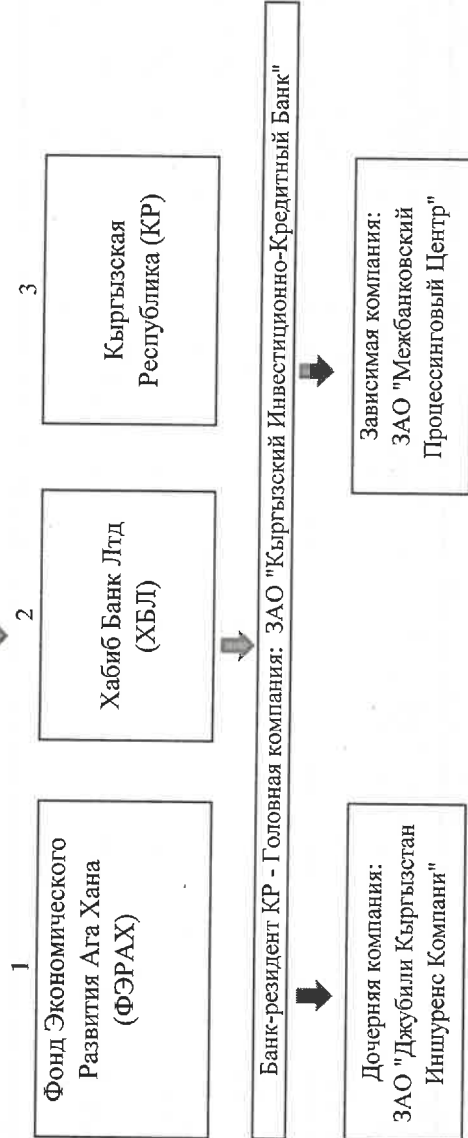 1
Фонд Экономического
Развития Ага Хана
(ФЭРАХ)
2
Хабиб Банк Лтд
(ХБЛ)
3
Кыргызская
Республика (КР)
Банк-резидент КР - Головная компания: ЗАО "Кыргызский Инвестиционно-Кредитный Банк"
Дочерняя компания:
ЗАО "Джубили Кыргызстан
Иншуренс Компани"
Зависимая компания:
ЗАО "Межбанковский
Процессинговый Центр"